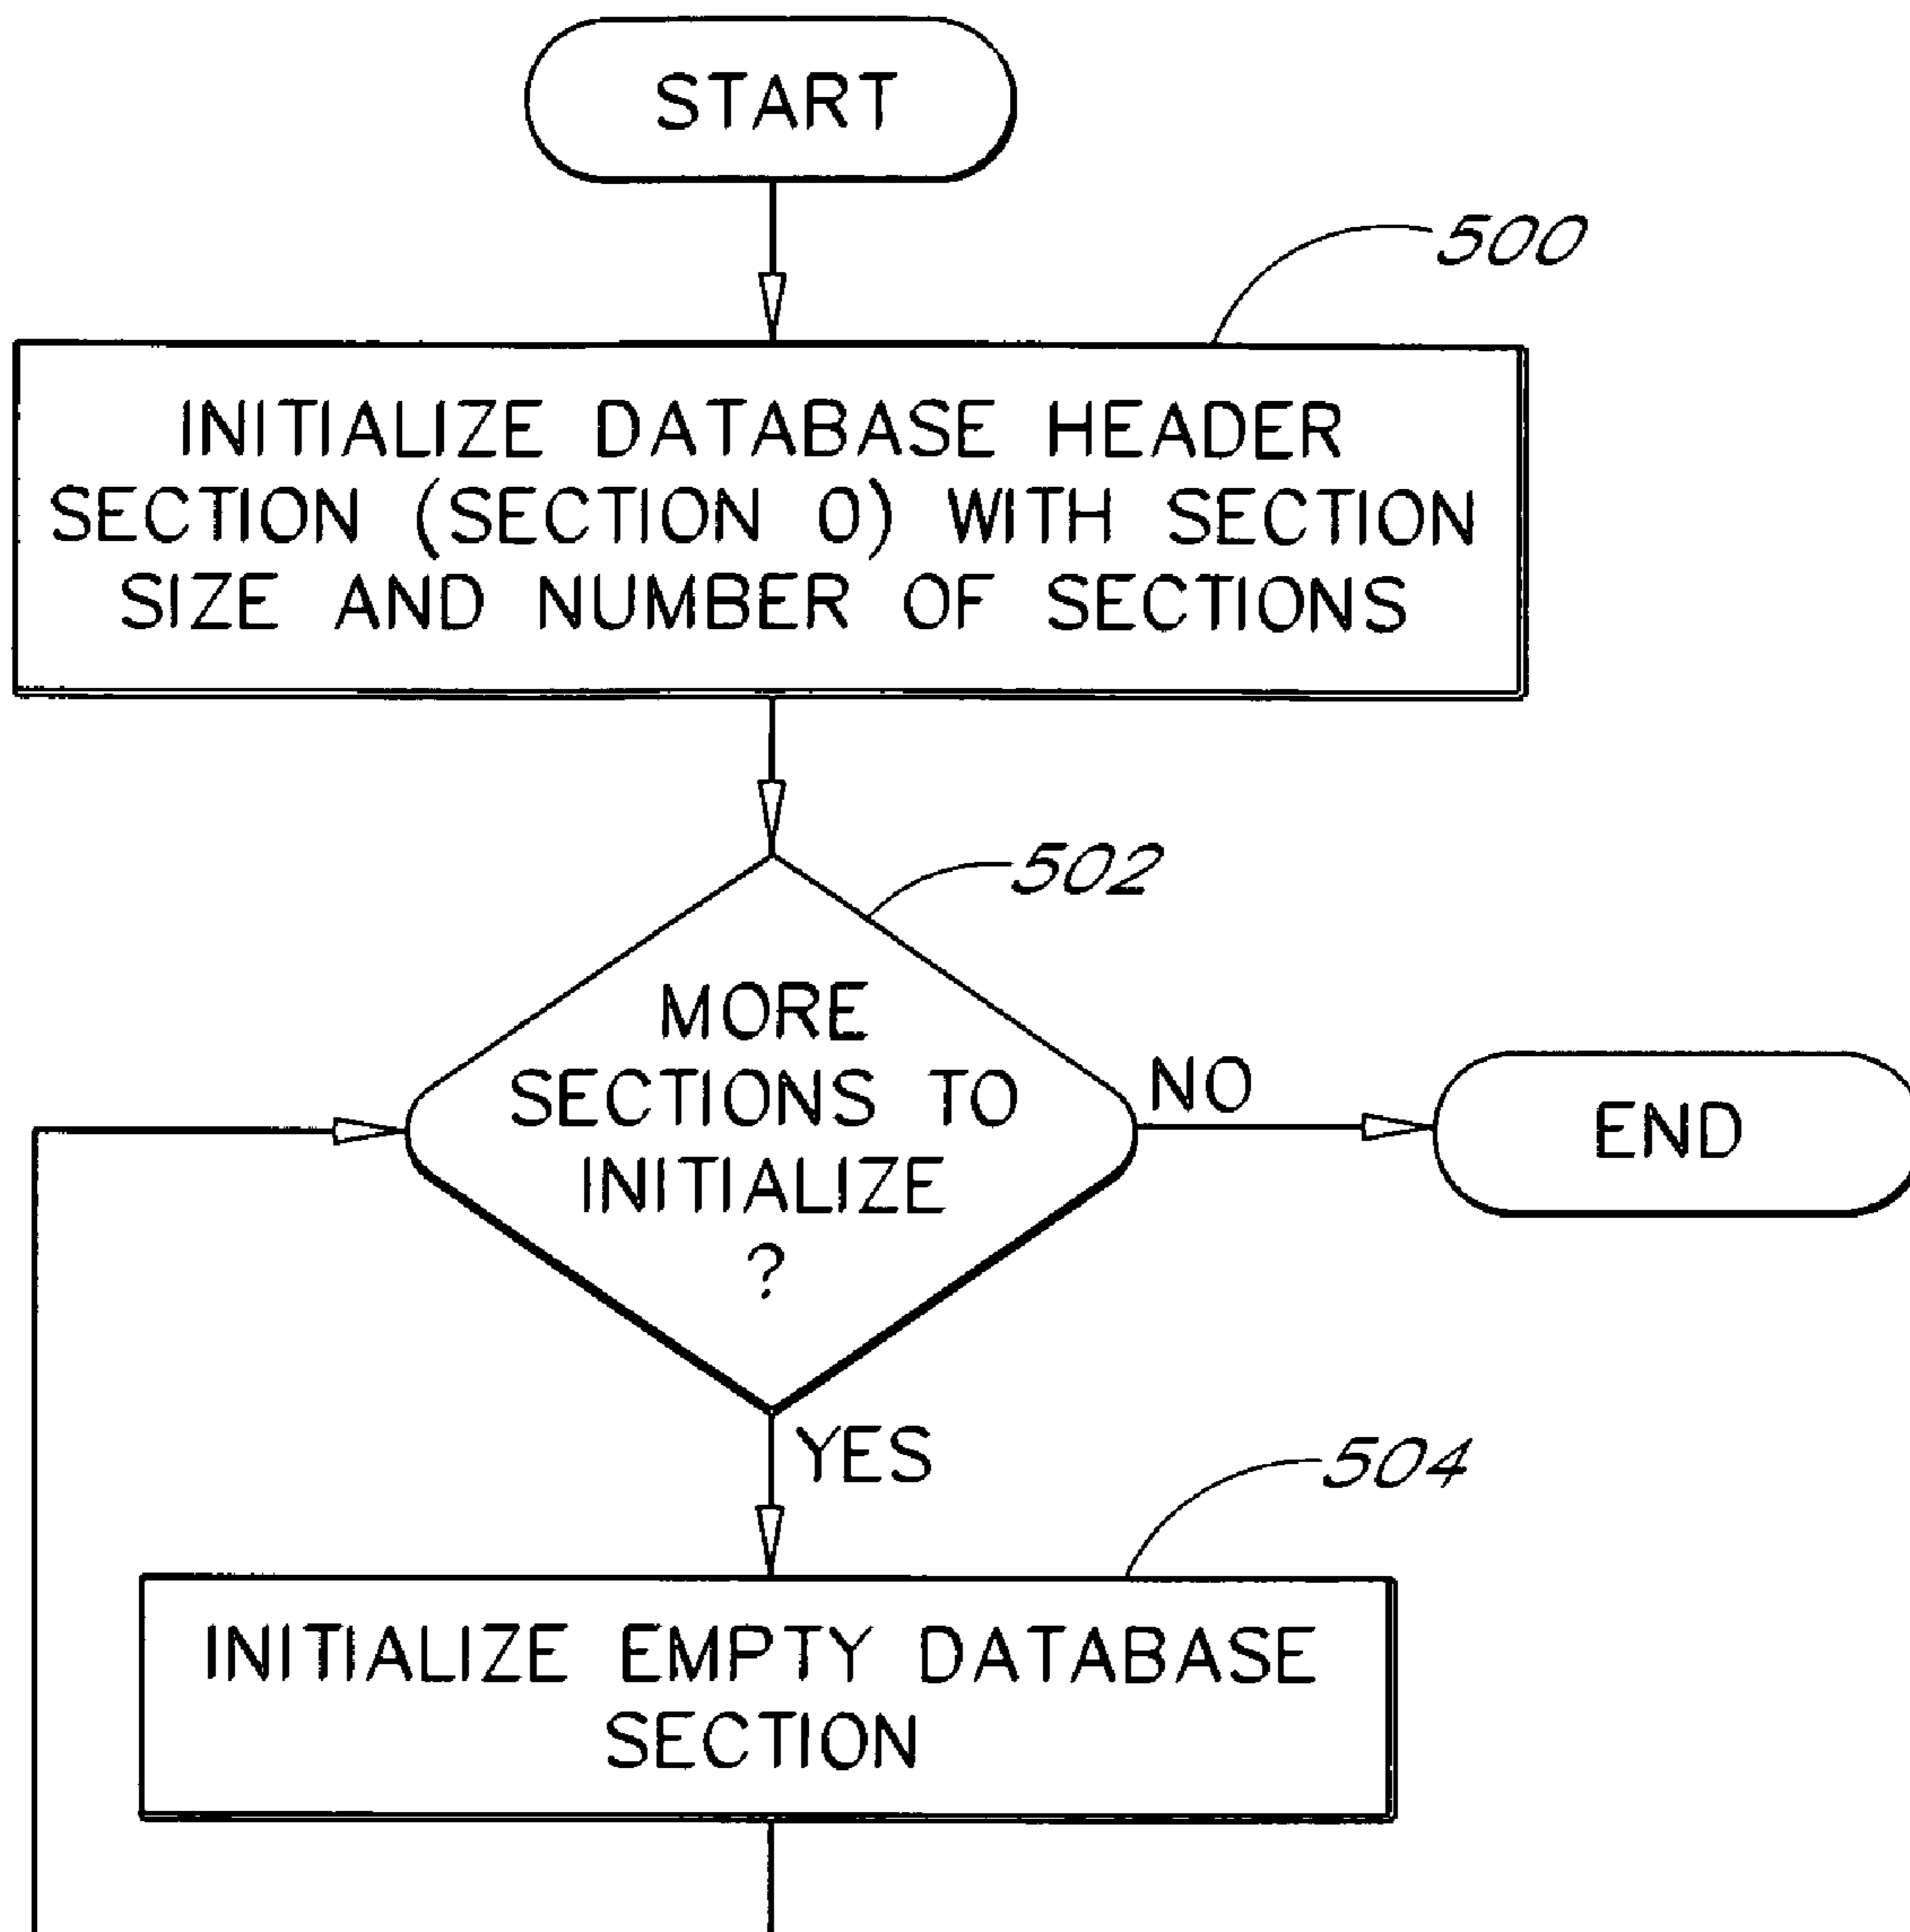 START
500
INITIALIZE DATABASE HEADER
SECTION (SECTION 0) WITH SECTION
SIZE AND NUMBER OF SECTIONS
502
MORE
SECTIONS TO
INITIALIZE
?
NO
END
YES
504
INITIALIZE EMPTY DATABASE
SECTION